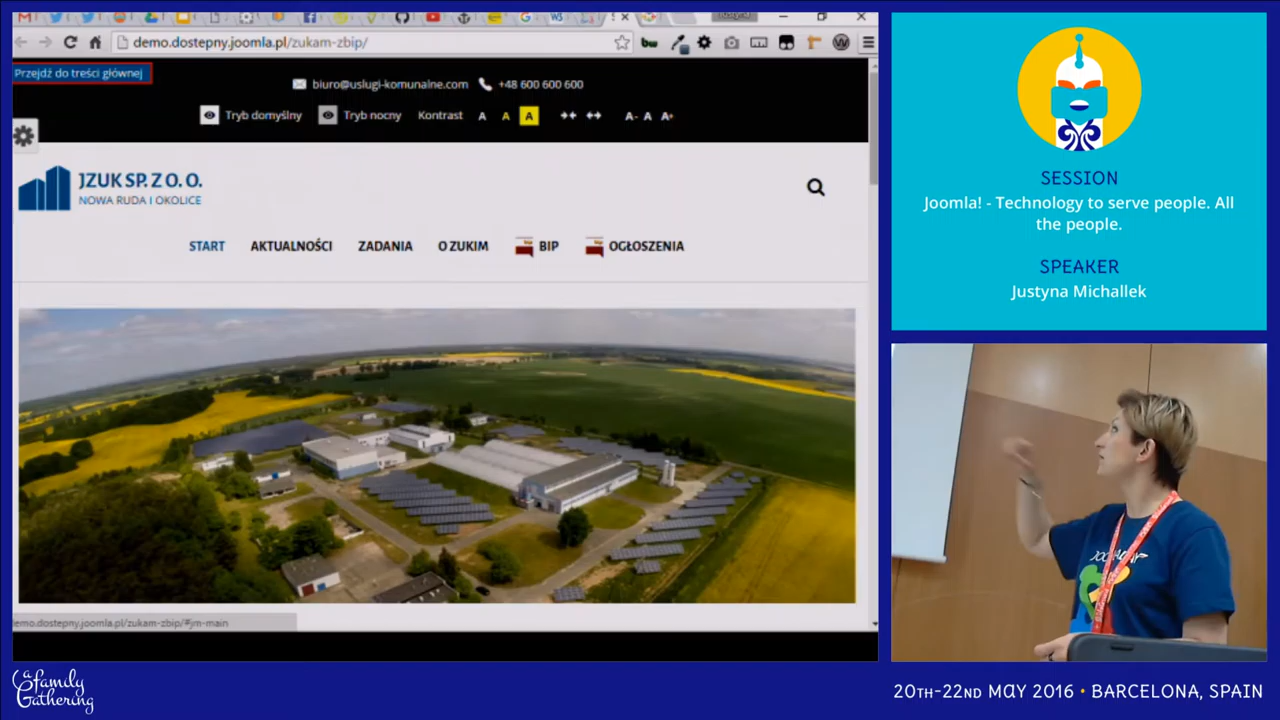 demo.dostepny.joomla.pl/zukam-zbip/
Przejdź do treści głównej
biuro@uslugi-komunalne.com +48 600 600 600
Tryb domyślny Tryb nocny Kontrast A A A A- A A+
JZUK SP. Z O. O.
NOWA RUDA I OKOLICE
START AKTUALNOŚCI ZADANIA O ZUKIM BIP OGŁOSZENIA
demo.dostepny.joomla.pl/zukam-zbip/#jm-main
SESSION
Joomla! - Technology to serve people. All
the people.
SPEAKER
Justyna Michallek
a family
Gathering
20TH-22ND MAY 2016 • BARCELONA, SPAIN